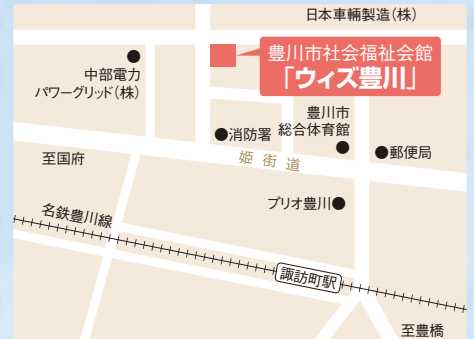 日本車輛製造(株)
豊川市社会福祉会館
「ウィズ豊川」
中部電力
パワーグリッド(株)
豊川市
総合体育館
消防署
郵便局
姫街道
至国府
プリオ豊川
名鉄豊川線
諏訪町駅
至豊橋